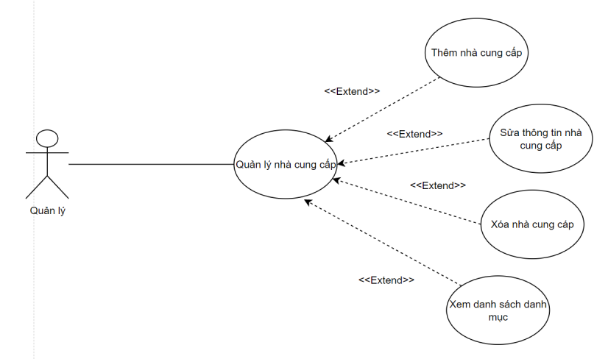 Thêm nhà cung cấp
<<Extend>>
<<Extend>>
Sửa thông tin nhà
cung cấp
Quản lý nhà cung cấp
<<Extend>>
Quản lý
Xóa nhà cung cáp
<<Extend>>
Xem danh sách danh
mục